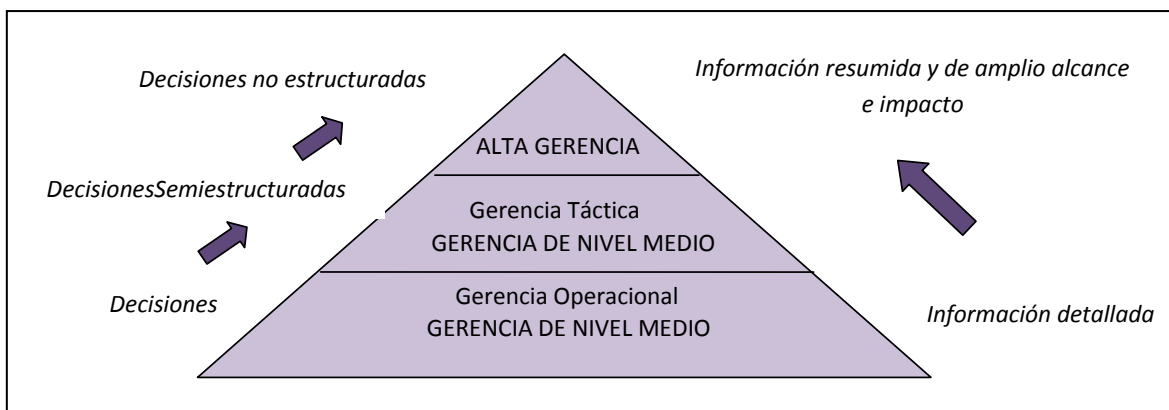 Decisiones no estructuradas
Información resumida y de amplio alcance
e impacto
ALTA GERENCIA
DecisionesSemiestructuradas
Gerencia Táctica
GERENCIA DE NIVEL MEDIO
Decisiones
Gerencia Operacional
GERENCIA DE NIVEL MEDIO
Información detallada